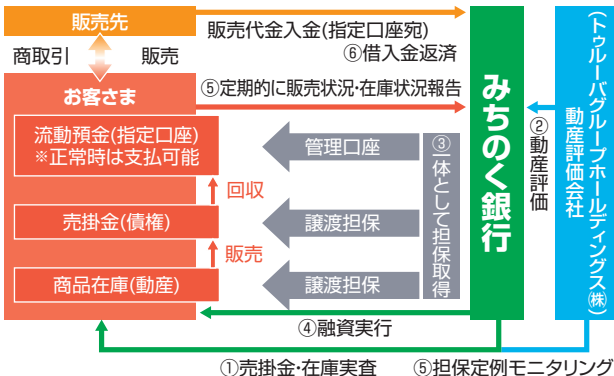 販売先
販売代金入金(指定口座宛)
⑥借入金返済
商取引
販売
お客さま
⑤定期的に販売状況・在庫状況報告
流動預金(指定口座)
※正常時は支払可能
管理口座
回収
売掛金(債権)
譲渡担保
販売
商品在庫(動産)
譲渡担保
③一体として担保取得
みちのく銀行
②動産評価
動産評価会社
(トゥルーバグループホールディングス㈱)
④融資実行
①売掛金・在庫実査
⑤担保定例モニタリング